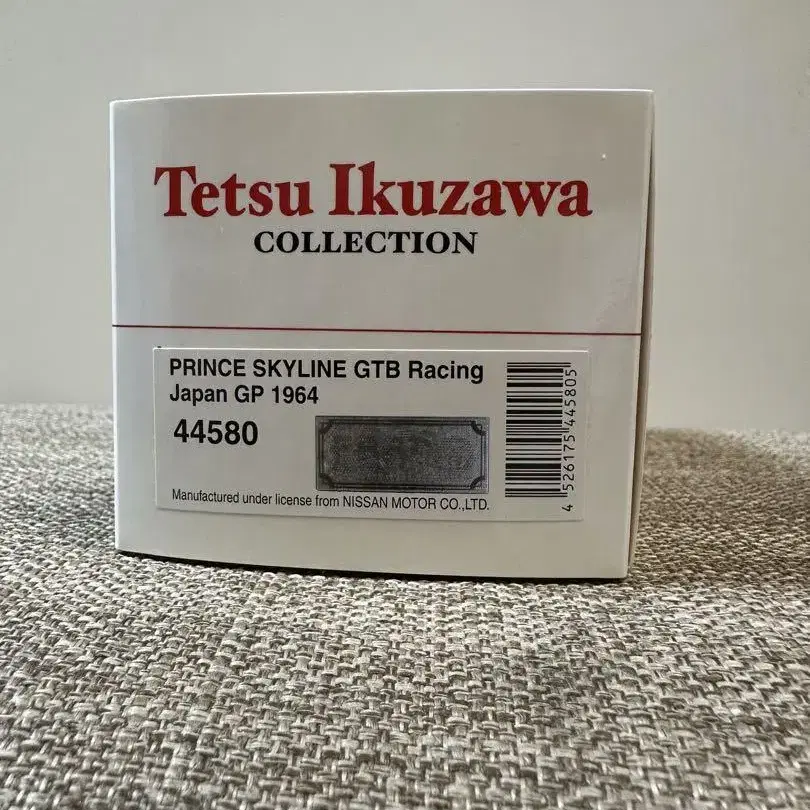 Tetsu Ikuzawa
COLLECTION
PRINCE SKYLINE GTB Racing
Japan GP 1964
44580
Manufactured under license from NISSAN MOTOR CO.,LTD.
4 526175 445805